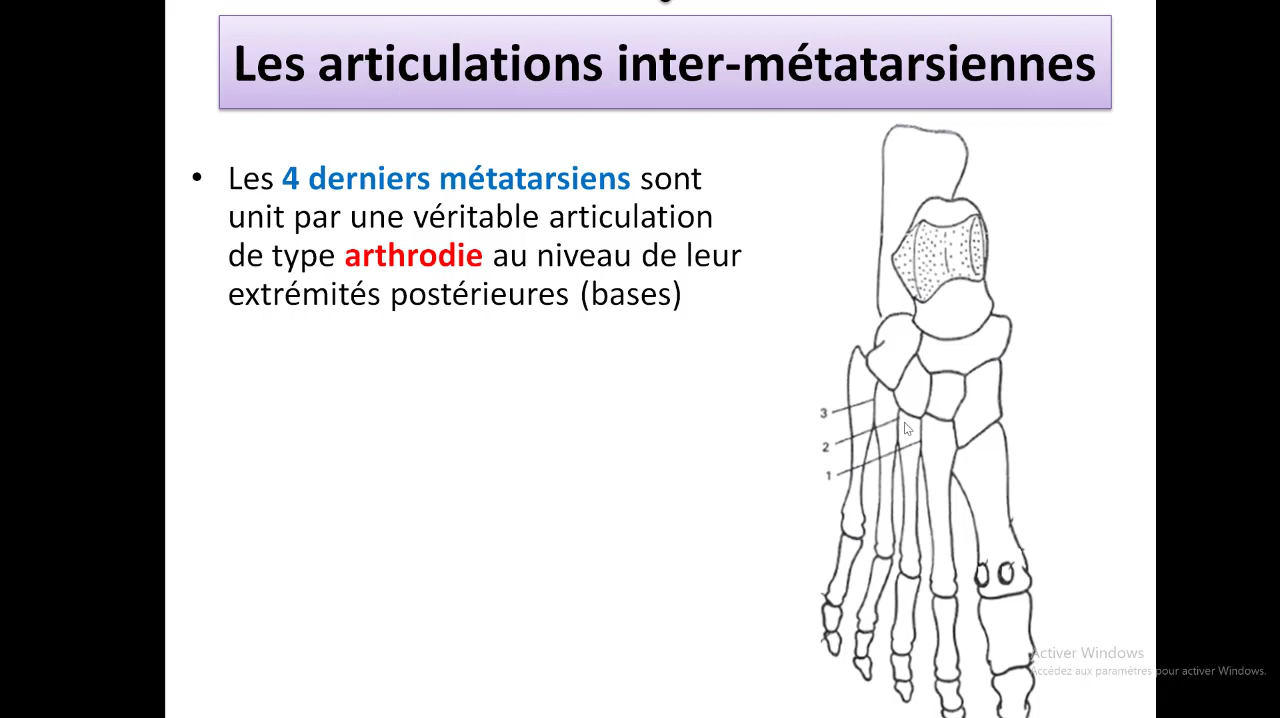 Les articulations inter-métatarsiennes
• Les 4 derniers métatarsiens sont
unit par une véritable articulation
de type arthrodie au niveau de leur
extrémités postérieures (bases)
3
2
1
Activer Windows
Accédez aux paramètres pour activer Windows.